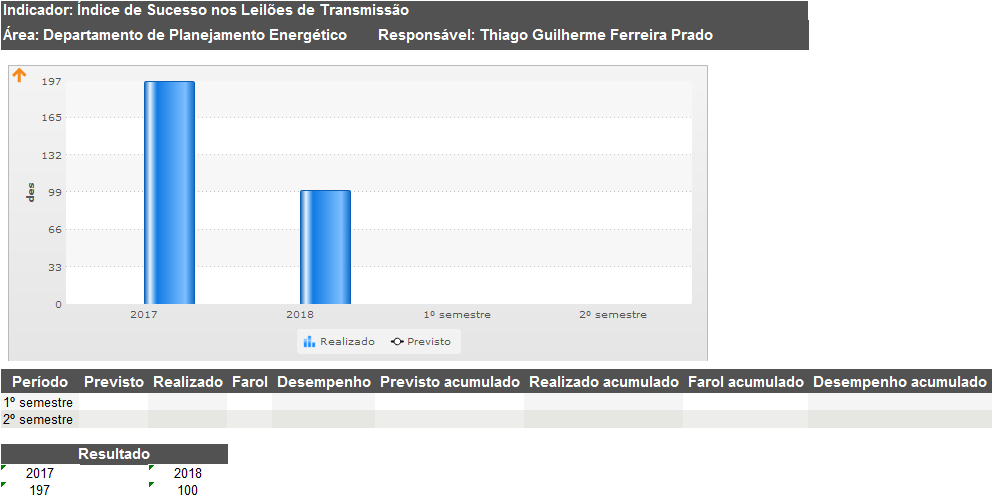 Indicador: Índice de Sucesso nos Leilões de Transmissão
Área: Departamento de Planejamento Energético Responsável: Thiago Guilherme Ferreira Prado
197
165
132
99
66
33
0
des
2017 2018 1º semestre 2º semestre
Realizado Previsto
Período Previsto Realizado Farol Desempenho Previsto acumulado Realizado acumulado Farol acumulado Desempenho acumulado
1º semestre
2º semestre
Resultado
2017 2018
197 100